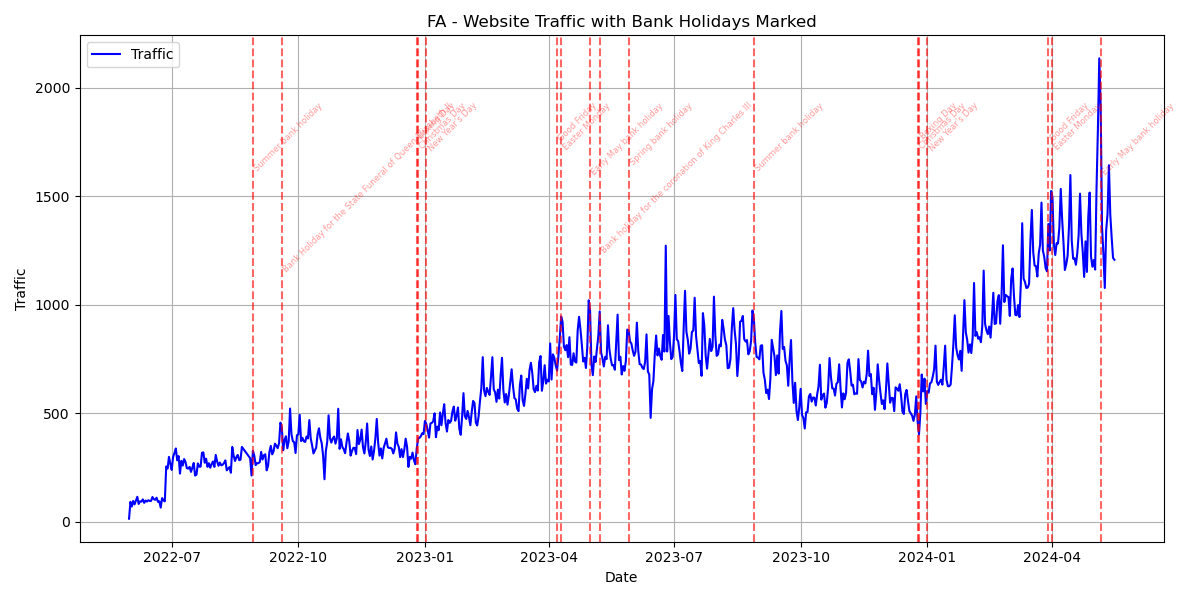 FA - Website Traffic with Bank Holidays Marked
Traffic
2000
1500
1000
500
0
Traffic
Summer bank holiday
Bank Holiday for the State Funeral of Queen
New Year's Day
Good Friday
Easter Monday
Early May bank holiday
Bank holiday for the coronation of King Charles III
Spring bank holiday
Summer bank holiday
Christmas Day
New Year's Day
Good Friday
Easter Monday
Early May bank holiday
2022-07
2022-10
2023-01
2023-04
2023-07
2023-10
2024-01
2024-04
Date